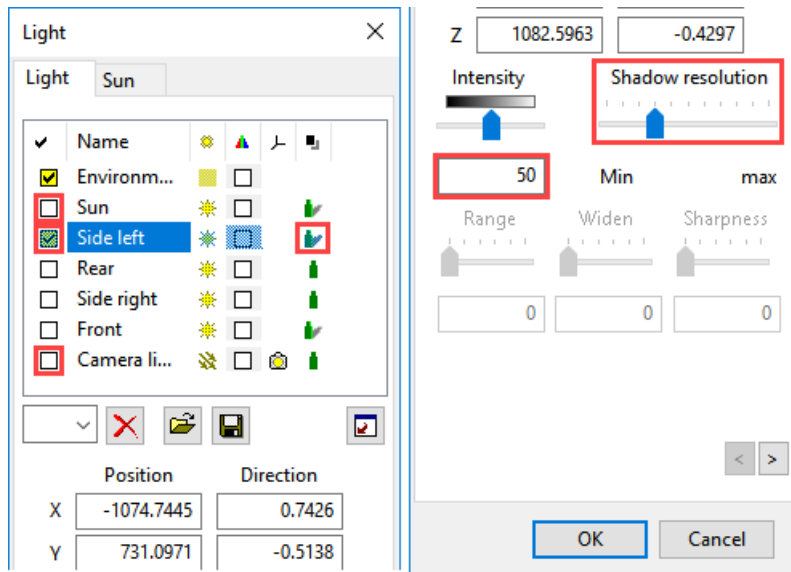 Light
Light Sun
Name
Environm...
Sun
Side left
Rear
Side right
Front
Camera li...
Position Direction
X -1074.7445 0.7426
Y 731.0971 -0.5138
Z 1082.5963 -0.4297
Intensity Shadow resolution
50 Min max
Range Widen Sharpness
0 0 0
< >
OK Cancel